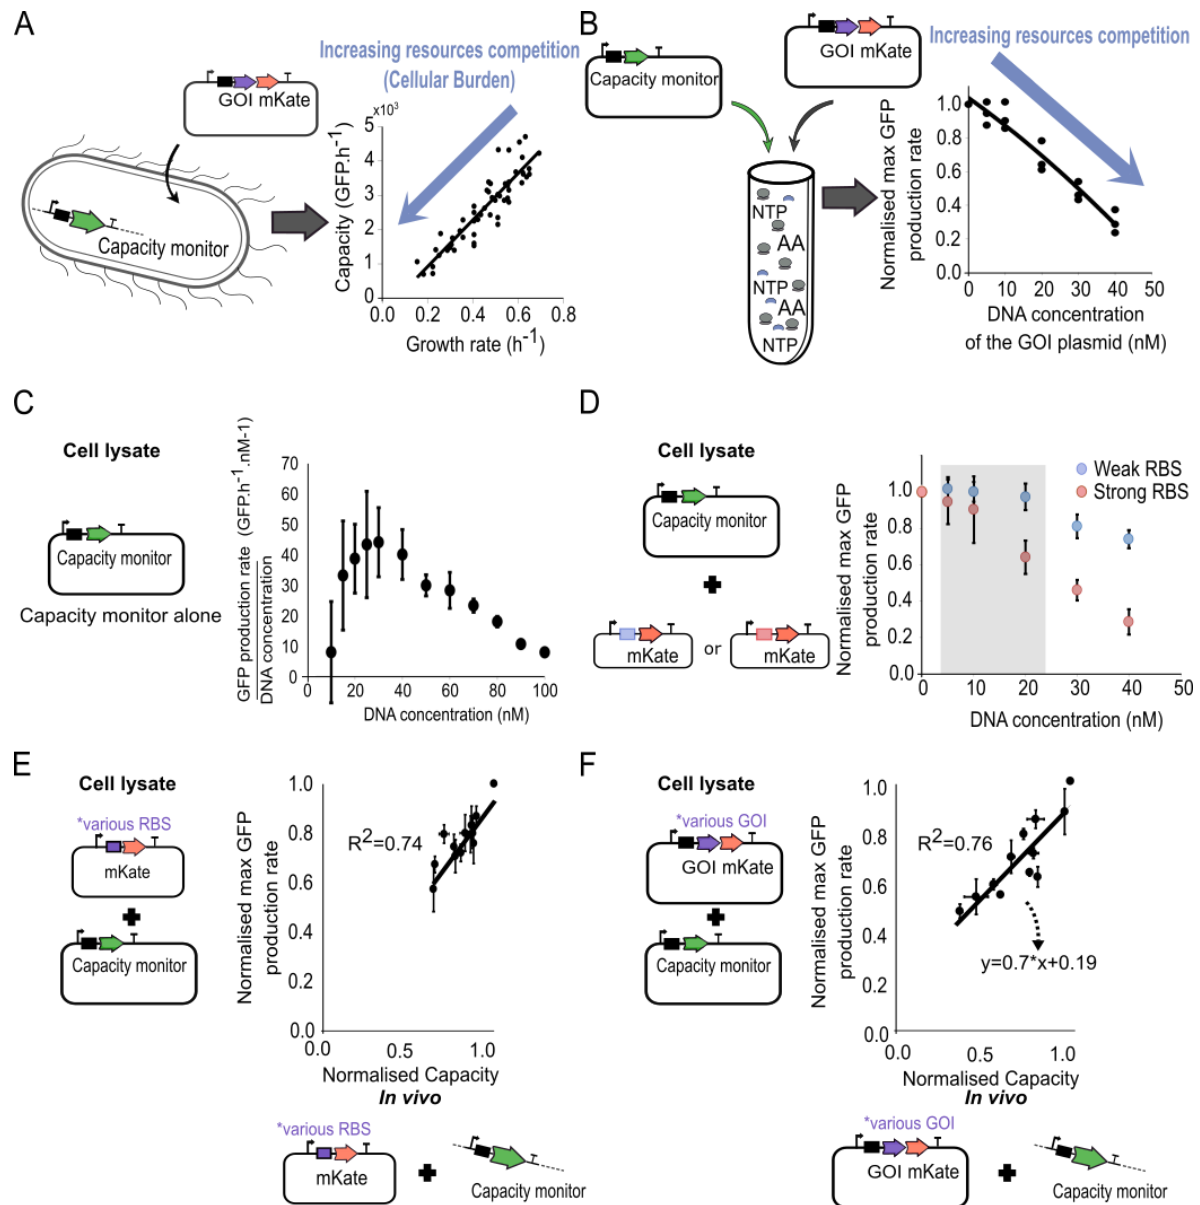 A
Increasing resources competition
(Cellular Burden)
GOI mKate
Capacity monitor
x10³
5
4
3
2
1
0
Capacity (GFP.h⁻¹)
0.0 0.2 0.4 0.6 0.8
Growth rate (h⁻¹)
B
Capacity monitor
GOI mKate
Increasing resources competition
NTP
AA
NTP
AA
NTP
Normalised max GFP
production rate
1.0
0.8
0.6
0.4
0.2
0
0 10 20 30 40 50
DNA concentration
of the GOI plasmid (nM)
C
Cell lysate
Capacity monitor
Capacity monitor alone
GFP production rate (GFP.h⁻¹.nM-1)
DNA concentration
70
60
50
40
30
20
10
0
0 20 40 60 80 100
DNA concentration (nM)
D
Cell lysate
Capacity monitor
mKate
or
mKate
Weak RBS
Strong RBS
Normalised max GFP
production rate
1.0
0.8
0.6
0.4
0.2
0.0
0 10 20 30 40 50
DNA concentration (nM)
E
Cell lysate
*various RBS
mKate
Capacity monitor
Normalised max GFP
production rate
1.0
0.8
0.6
0.4
0.2
0.0
R²=0.74
0.0 0.5 1.0
Normalised Capacity
In vivo
*various RBS
mKate
Capacity monitor
F
Cell lysate
*various GOI
GOI mKate
Capacity monitor
Normalised max GFP
production rate
1.0
0.8
0.6
0.4
0.2
0.0
R²=0.76
y=0.7*x+0.19
0.0 0.5 1.0
Normalised Capacity
In vivo
*various GOI
GOI mKate
Capacity monitor